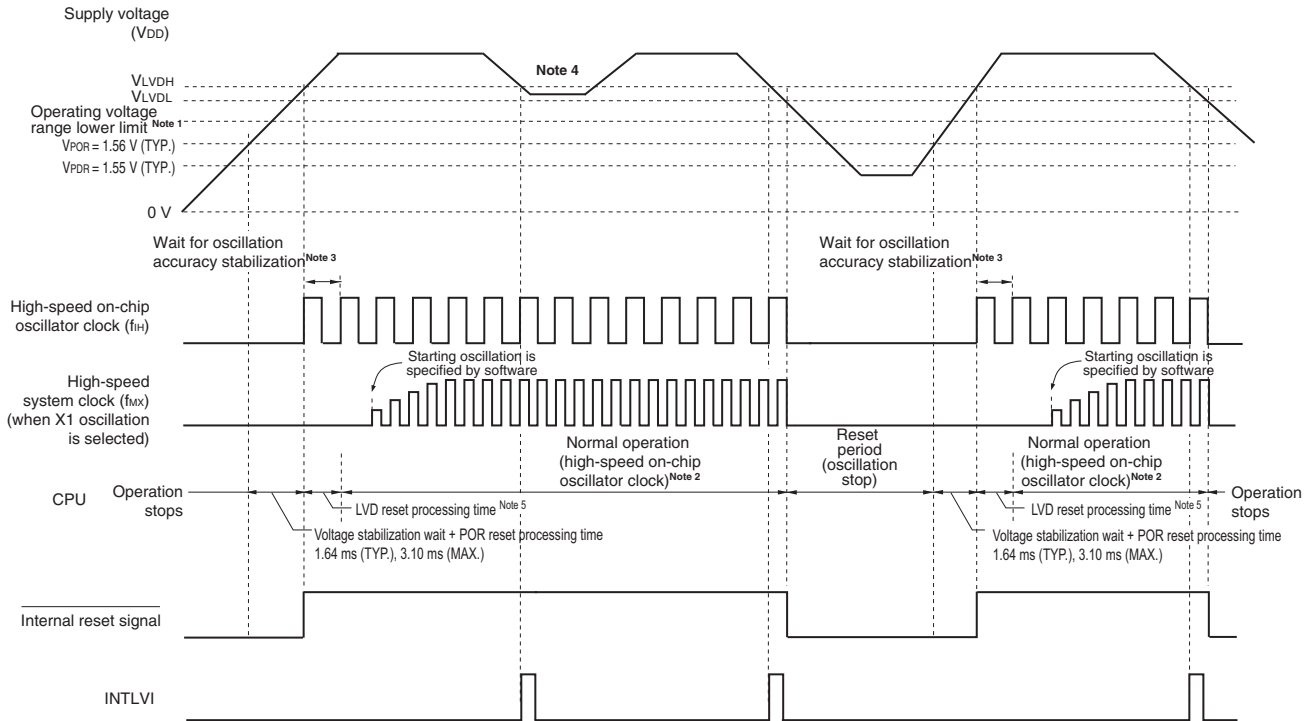 Supply voltage
(VDD)
Note 4
VLVDH
VLVDL
Operating voltage
range lower limit Note 1
VPOR = 1.56 V (TYP.)
VPDR = 1.55 V (TYP.)
0 V
Wait for oscillation
accuracy stabilization Note 3
Wait for oscillation
accuracy stabilization Note 3
High-speed on-chip
oscillator clock (fIH)
Starting oscillation is
specified by software
Starting oscillation is
specified by software
High-speed
system clock (fMX)
(when X1 oscillation
is selected)
Normal operation
(high-speed on-chip
oscillator clock) Note 2
Reset
period
(oscillation
stop)
Normal operation
(high-speed on-chip
oscillator clock) Note 2
CPU
Operation
stops
LVD reset processing time Note 5
Voltage stabilization wait + POR reset processing time
1.64 ms (TYP.), 3.10 ms (MAX.)
LVD reset processing time Note 5
Voltage stabilization wait + POR reset processing time
1.64 ms (TYP.), 3.10 ms (MAX.)
Operation
stops
Internal reset signal
INTLVI